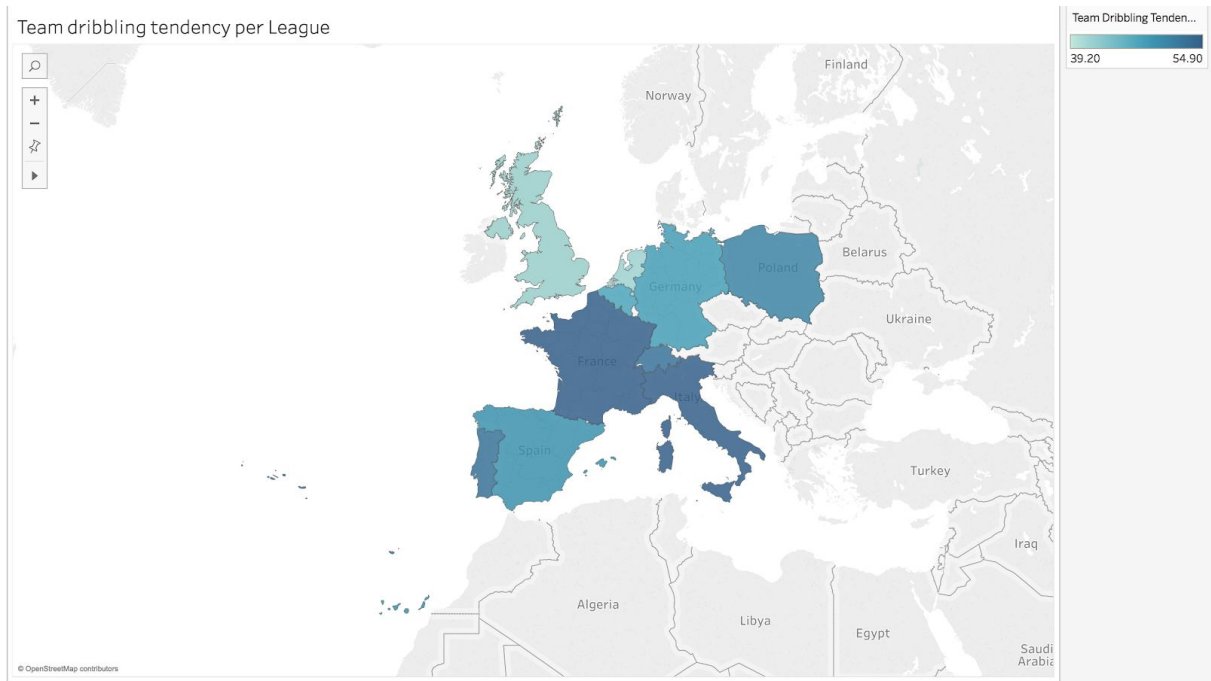 Team dribbling tendency per League
Team Dribbling Tenden...
39.20
54.90
Finland
Norway
Belarus
Poland
Germany
Ukraine
France
Italy
Spain
Turkey
Iraq
Algeria
Libya
Egypt
Saudi
Arabia
© OpenStreetMap contributors